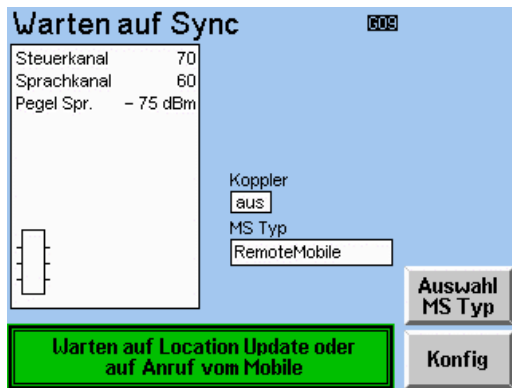 Warten auf Sync
G09
Steuerkanal 70
Sprachkanal 60
Pegel Spr. – 75 dBm
Koppler
aus
MS Typ
RemoteMobile
Auswahl
MS Typ
Warten auf Location Update oder
auf Anruf vom Mobile
Konfig